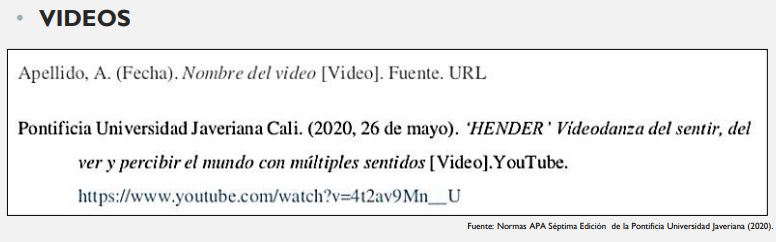 • VIDEOS
Apellido, A. (Fecha). Nombre del video [Video]. Fuente. URL
Pontificia Universidad Javeriana Cali. (2020, 26 de mayo). ‘HENDER’ Vídeodanza del sentir, del
ver y percibir el mundo con múltiples sentidos [Video].YouTube.
https://www.youtube.com/watch?v=4t2av9Mn__U
Fuente: Normas APA Séptima Edición de la Pontificia Universidad Javeriana (2020).